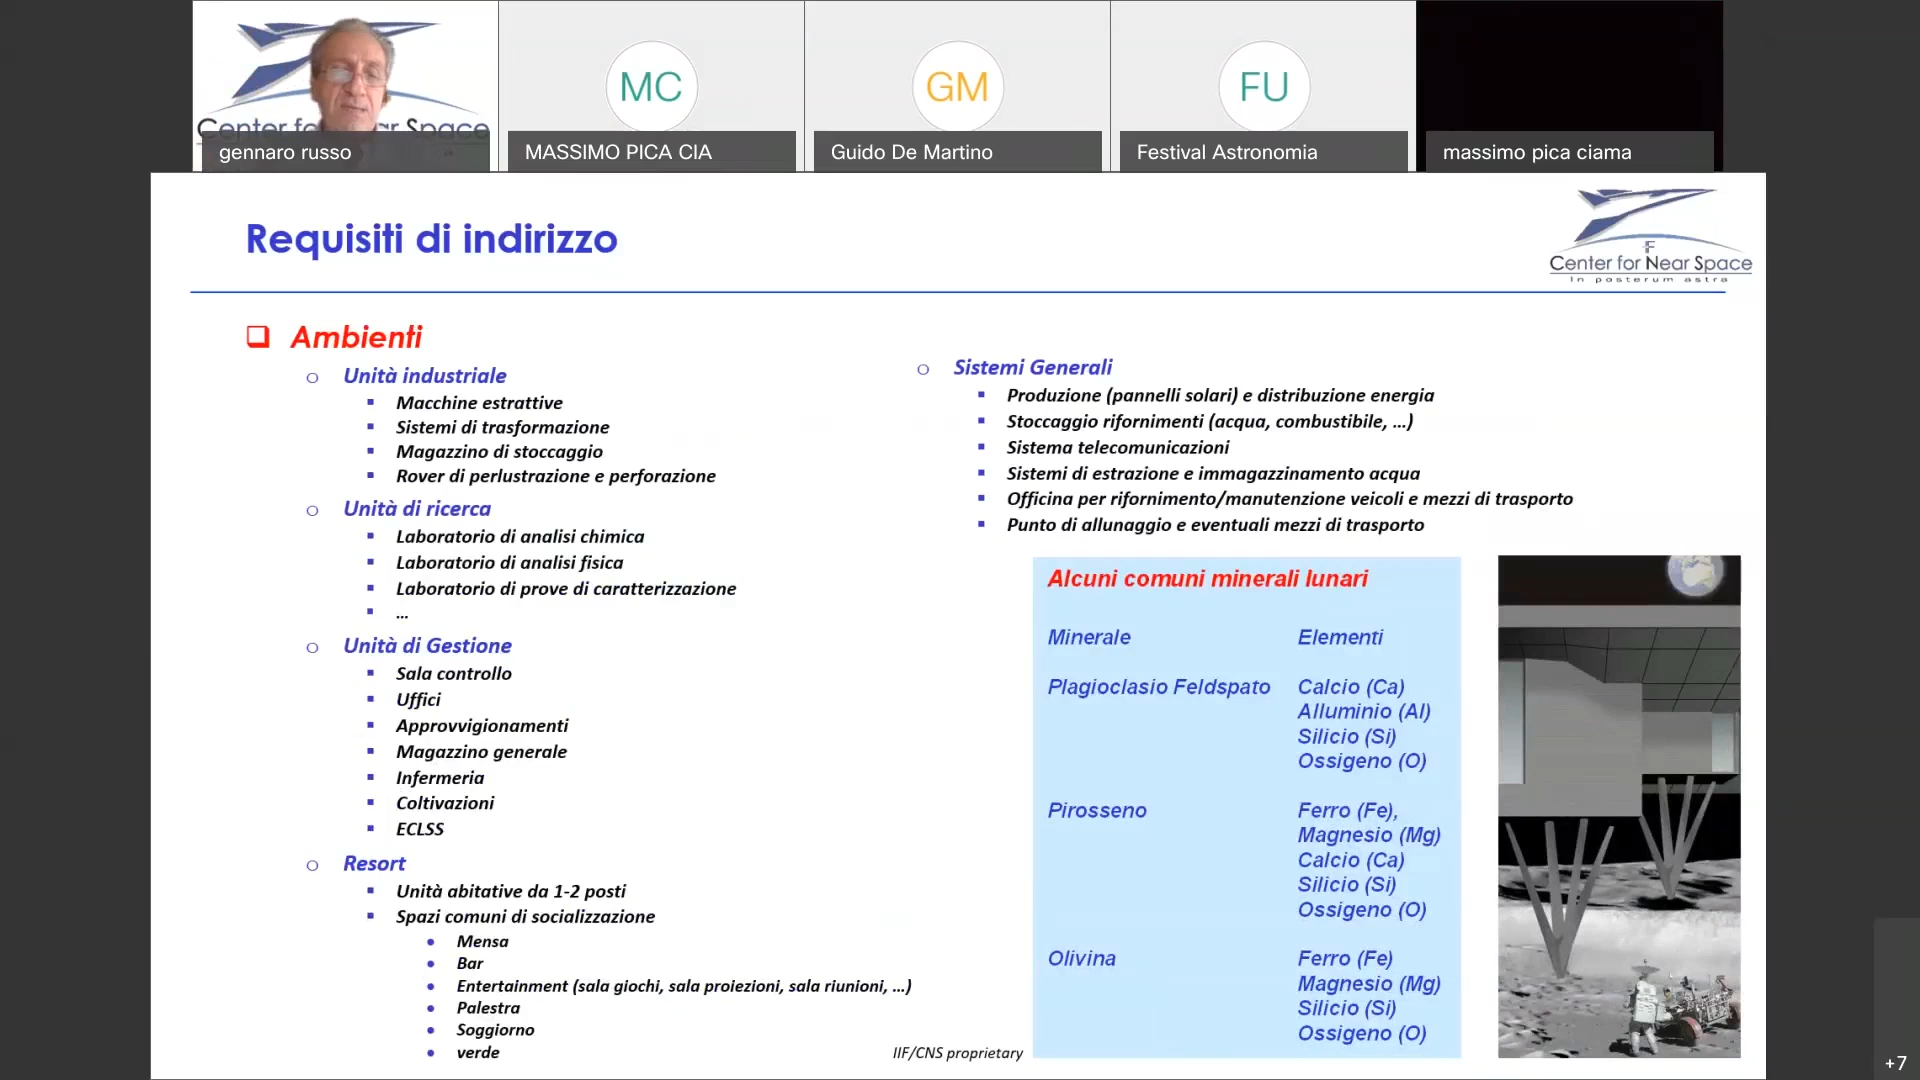 MC
GM
FU
Center for Near Space
gennaro russo
MASSIMO PICA CIA
Guido De Martino
Festival Astronomia
massimo pica ciama
Requisiti di indirizzo
Center for Near Space
in posterum astra
Ambienti
Unità industriale
Macchine estrattive
Sistemi di trasformazione
Magazzino di stoccaggio
Rover di perlustrazione e perforazione
Unità di ricerca
Laboratorio di analisi chimica
Laboratorio di analisi fisica
Laboratorio di prove di caratterizzazione
...
Unità di Gestione
Sala controllo
Uffici
Approvvigionamenti
Magazzino generale
Infermeria
Coltivazioni
ECLSS
Resort
Unità abitative da 1-2 posti
Spazi comuni di socializzazione
Mensa
Bar
Entertainment (sala giochi, sala proiezioni, sala riunioni, ...)
Palestra
Soggiorno
verde
Sistemi Generali
Produzione (pannelli solari) e distribuzione energia
Stoccaggio rifornimenti (acqua, combustibile, ...)
Sistema telecomunicazioni
Sistemi di estrazione e immagazzinamento acqua
Officina per rifornimento/manutenzione veicoli e mezzi di trasporto
Punto di allunaggio e eventuali mezzi di trasporto
Alcuni comuni minerali lunari
Minerale Elementi
Plagioclasio Feldspato Calcio (Ca)
Alluminio (Al)
Silicio (Si)
Ossigeno (O)
Pirosseno Ferro (Fe),
Magnesio (Mg)
Calcio (Ca)
Silicio (Si)
Ossigeno (O)
Olivina Ferro (Fe)
Magnesio (Mg)
Silicio (Si)
Ossigeno (O)
IIF/CNS proprietary
+7